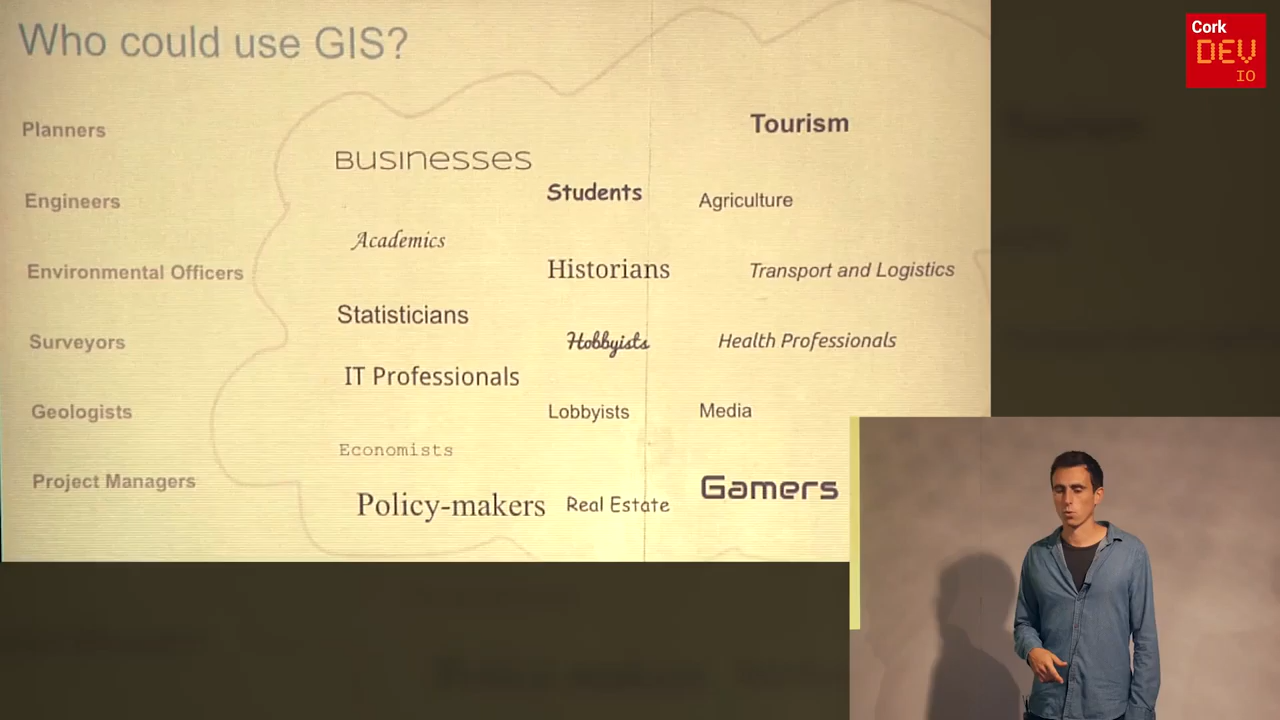 Who could use GIS?
Planners
Engineers
Environmental Officers
Surveyors
Geologists
Project Managers
Businesses
Academics
Statisticians
IT Professionals
Economists
Policy-makers
Students
Historians
Hobbyists
Lobbyists
Real Estate
Tourism
Agriculture
Transport and Logistics
Health Professionals
Media
Gamers
Cork
DEV
IO